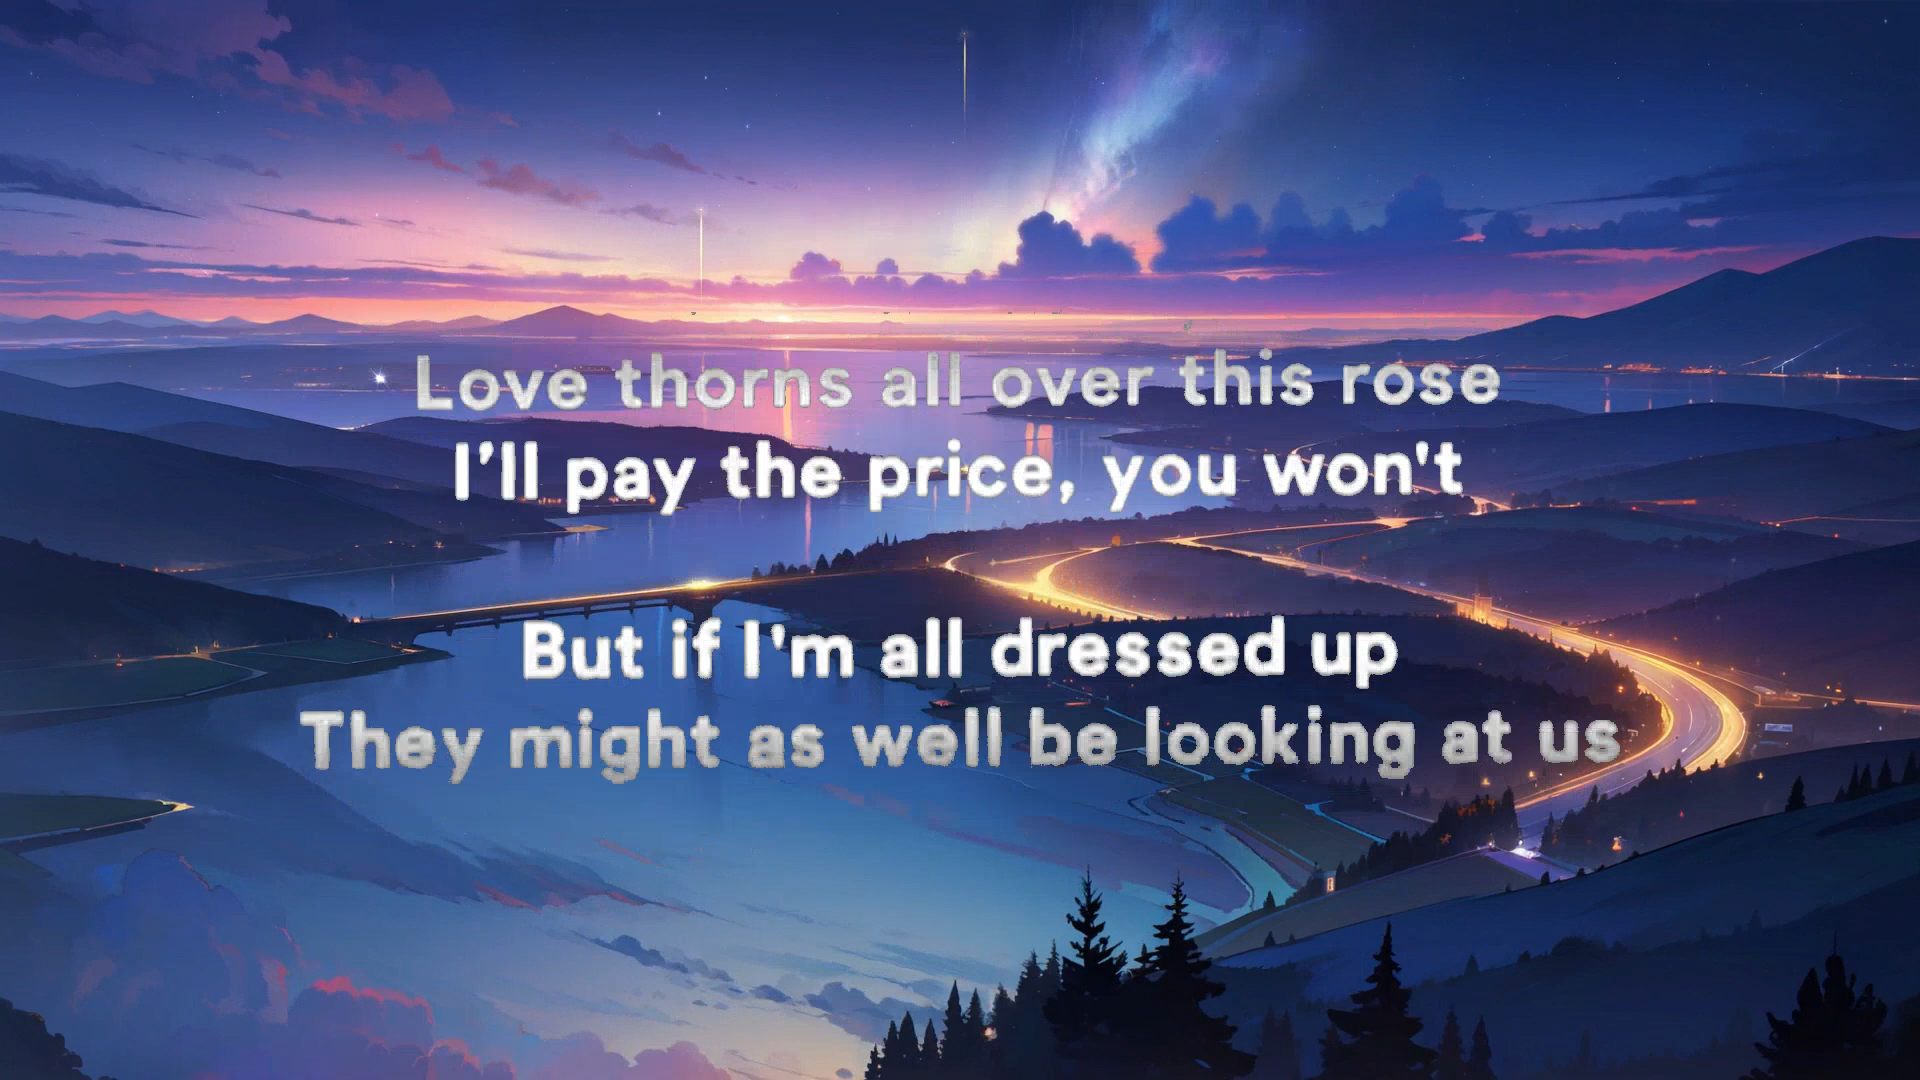 Love thorns all over this rose
I’ll pay the price, you won't
But if I'm all dressed up
They might as well be looking at us